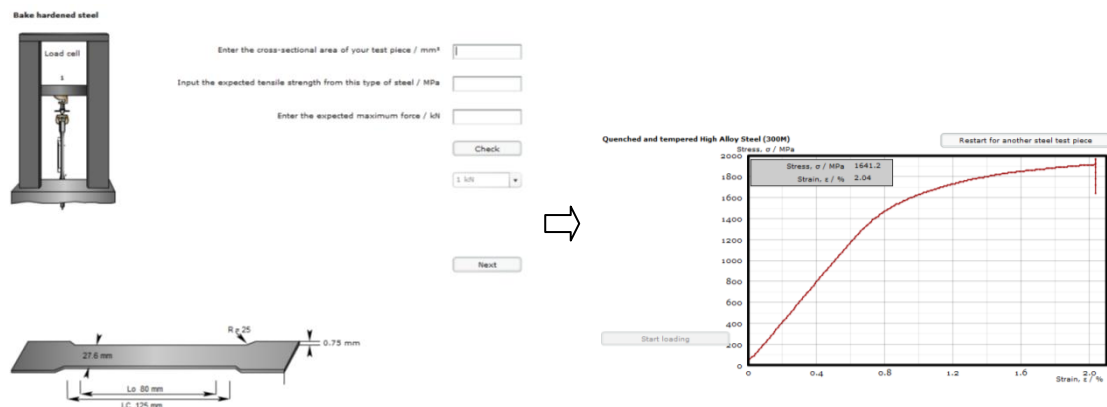 Bake hardened steel
Load cell
1
Enter the cross-sectional area of your test piece / mm²
Input the expected tensile strength from this type of steel / MPa
Enter the expected maximum force / kN
Check
1 kN
Next
R ≥ 25
0.75 mm
27.6 mm
Lo 80 mm
LC 125 mm
Quenched and tempered High Alloy Steel (300M)
Restart for another steel test piece
Stress, σ / MPa
Stress, σ / MPa 1641.2
Strain, ε / % 2.04
2000
1800
1600
1400
1200
1000
800
600
400
200
0
Start loading
0 0.4 0.8 1.2 1.6 2.0
Strain, ε / %